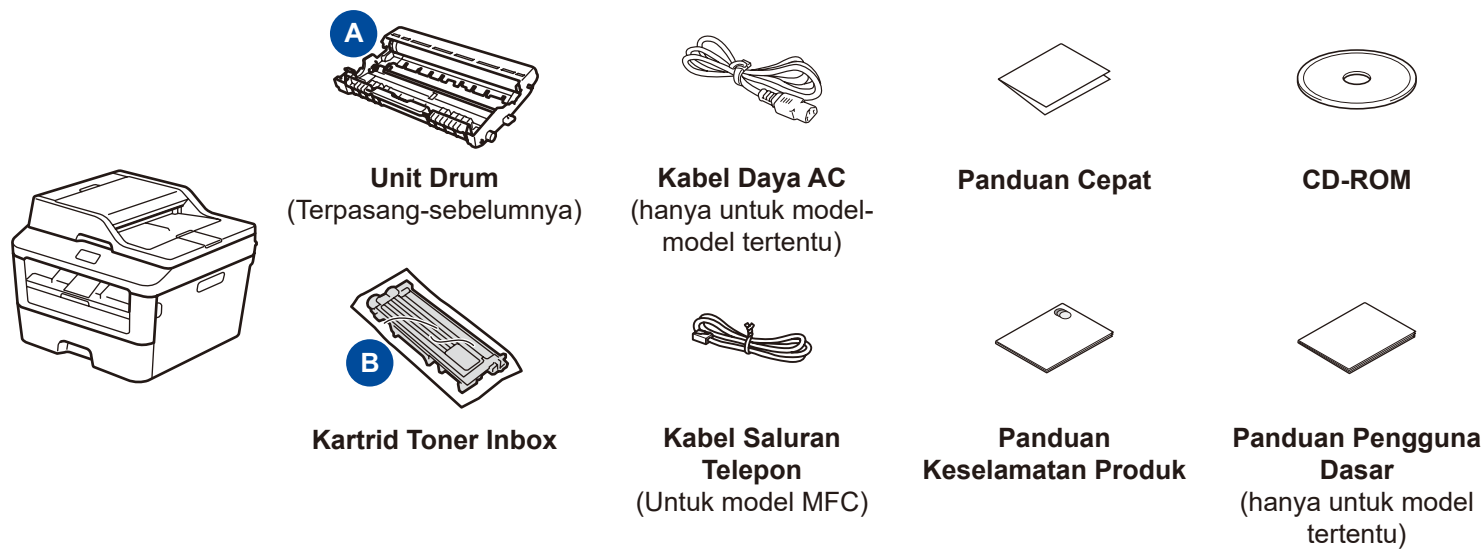 A
Unit Drum
(Terpasang-sebelumnya)
Kabel Daya AC
(hanya untuk model-
model tertentu)
Panduan Cepat
CD-ROM
B
Kartrid Toner Inbox
Kabel Saluran
Telepon
(Untuk model MFC)
Panduan
Keselamatan Produk
Panduan Pengguna
Dasar
(hanya untuk model
tertentu)